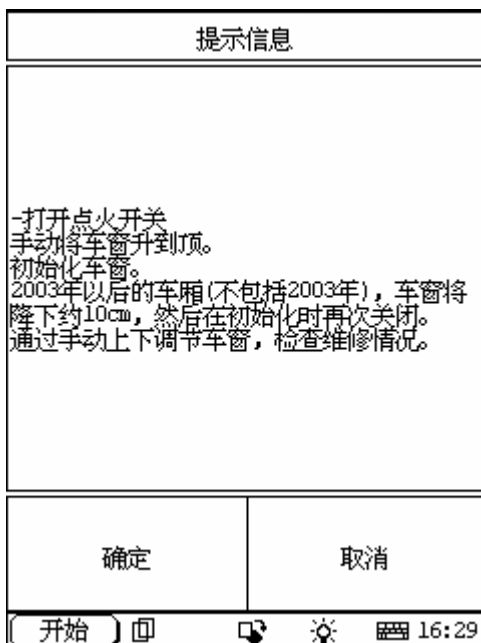 提示信息
-打开点火开关
手动将车窗升到顶。
初始化车窗。
2003年以后的车厢(不包括2003年)，车窗将
降下约10cm，然后在初始化时再次关闭。
通过手动上下调节车窗，检查维修情况。
确定
取消
开始
16:29